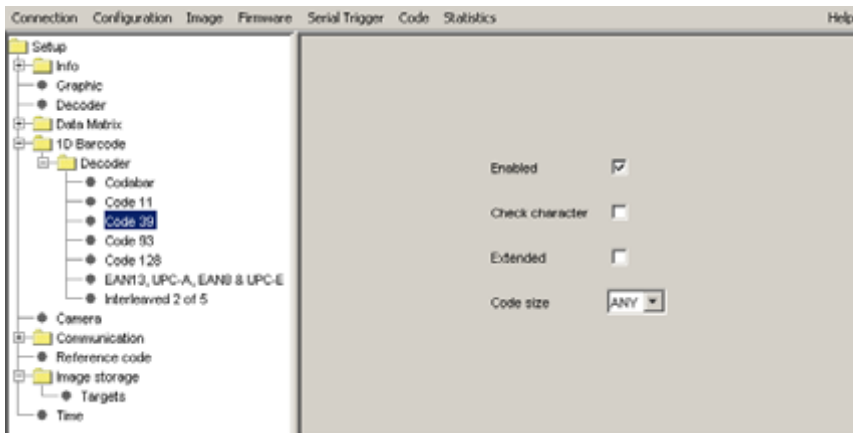 Connection Configuration Image Firmware Serial Trigger Code Statistics Help
Setup
Info
Graphic
Decoder
Data Matrix
1D Barcode
Decoder
Codabar
Code 11
Code 39
Code 93
Code 128
EAN13, UPC-A, EAN8 & UPC-E
Interleaved 2 of 5
Camera
Communication
Reference code
Image storage
Targets
Time
Enabled
Check character
Extended
Code size ANY